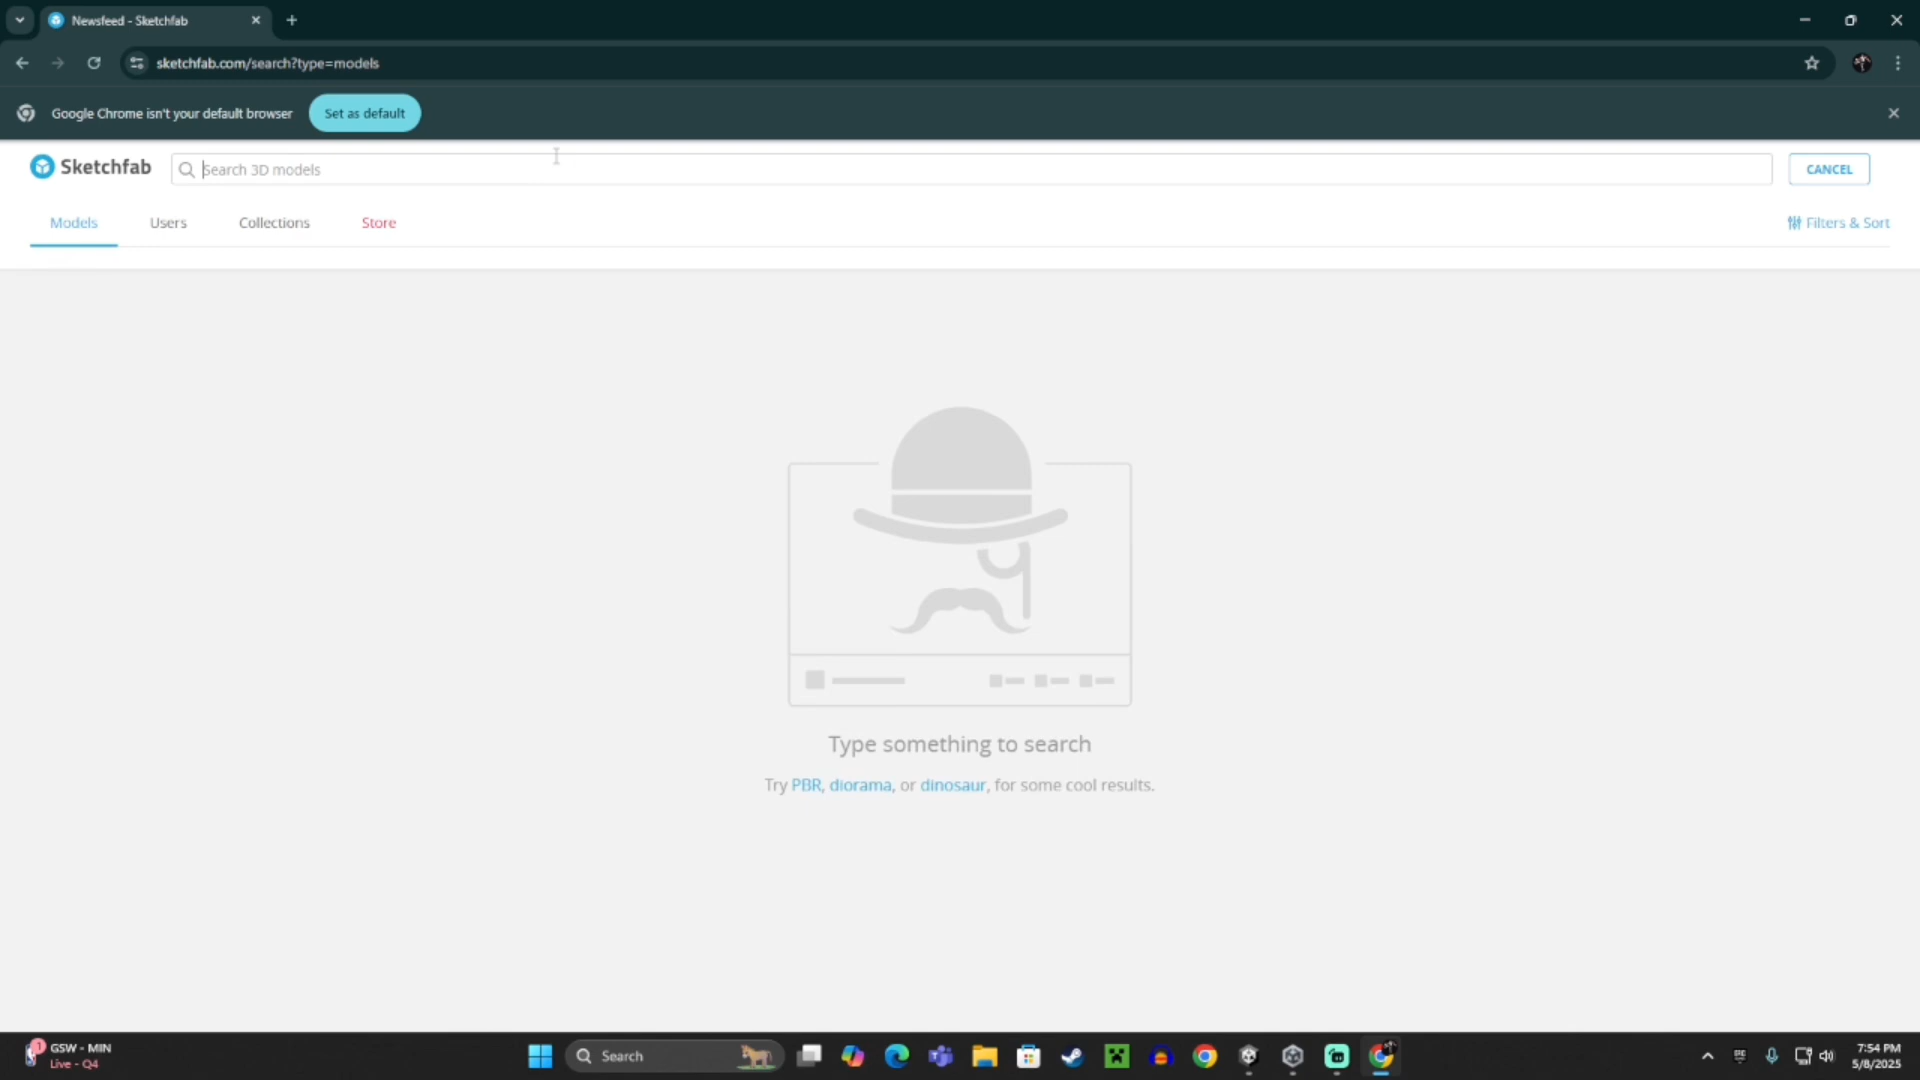 Newsfeed - Sketchfab
sketchfab.com/search?type=models
Google Chrome isn't your default browser
Set as default
Sketchfab
Search 3D models
CANCEL
Models
Users
Collections
Store
Filters & Sort
Type something to search
Try PBR, diorama, or dinosaur, for some cool results.
1
GSW - MIN
Live - Q4
Search
7:54 PM
5/8/2025